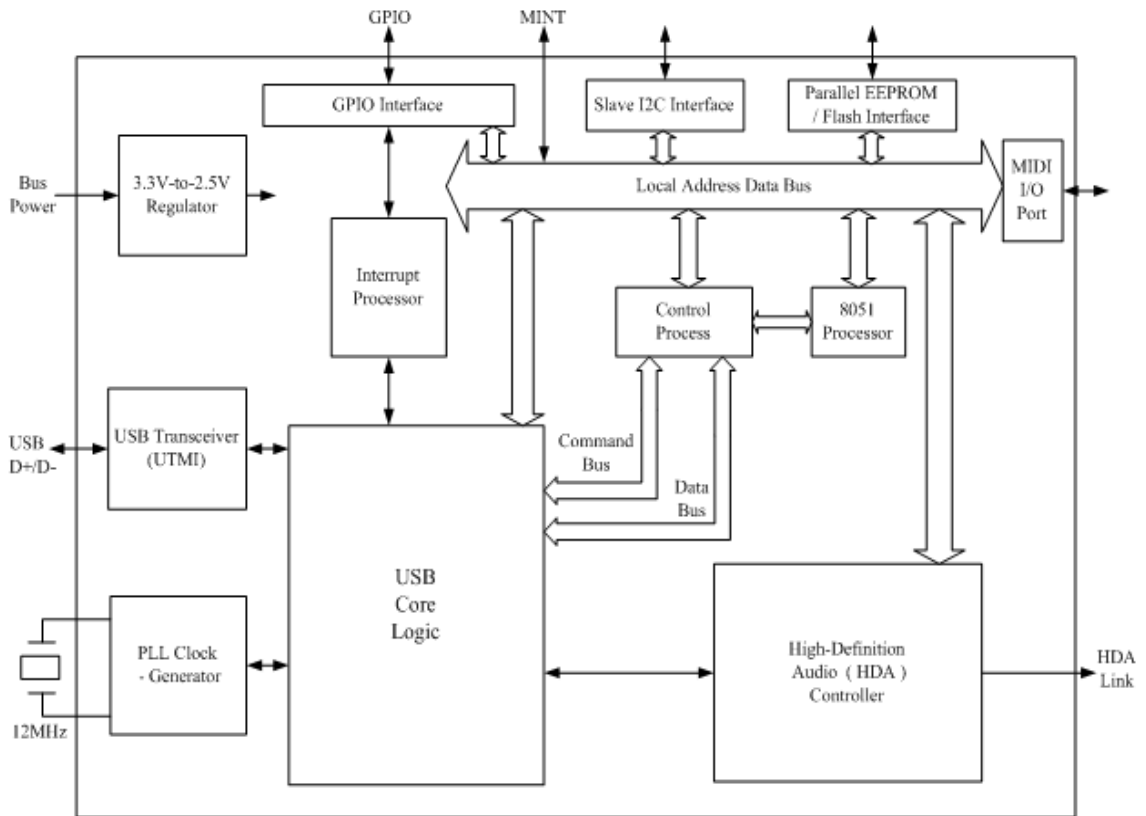 GPIO
MINT
GPIO Interface
Slave I2C Interface
Parallel EEPROM
/ Flash Interface
Bus
Power
3.3V-to-2.5V
Regulator
Local Address Data Bus
MIDI
I/O
Port
Interrupt
Processor
Control
Process
8051
Processor
USB
D+/D-
USB Transceiver
(UTMI)
Command
Bus
Data
Bus
USB
Core
Logic
PLL Clock
- Generator
12MHz
High-Definition
Audio ( HDA )
Controller
HDA
Link